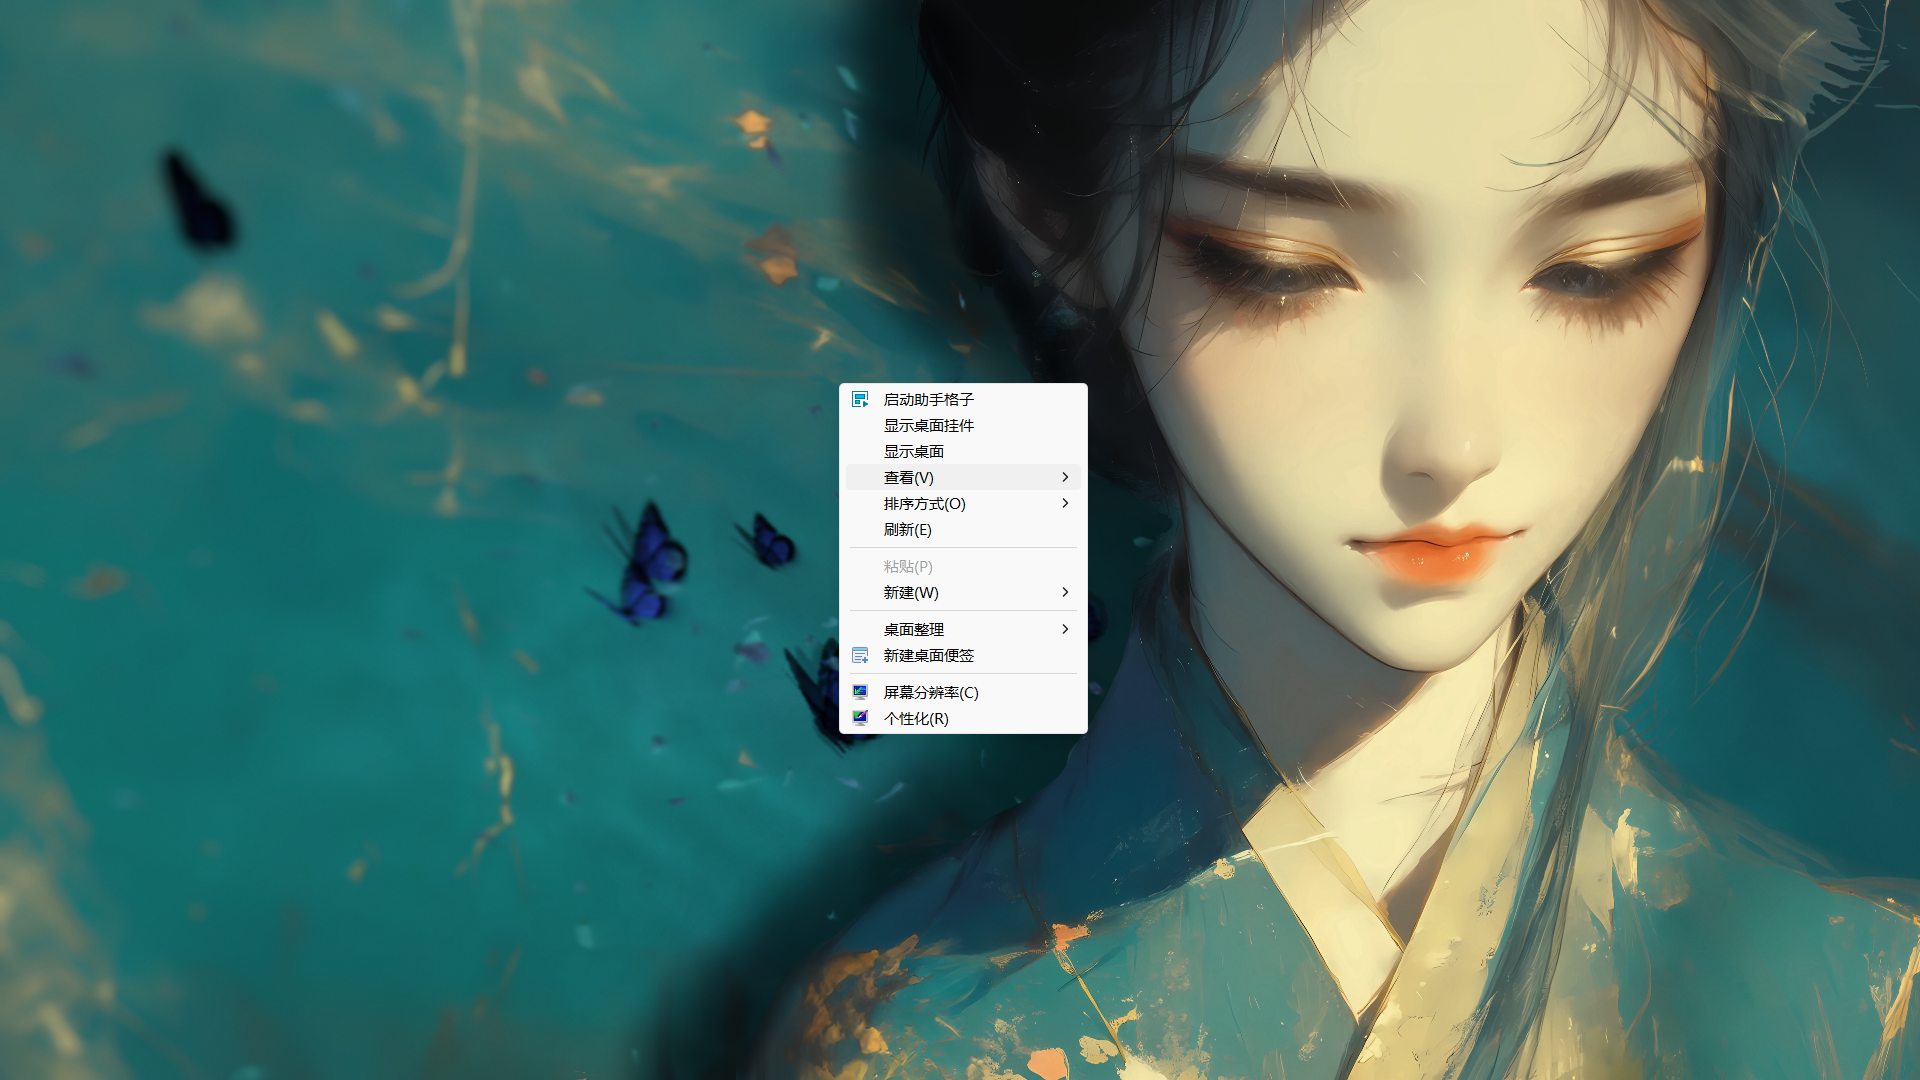 启动助手格子
显示桌面挂件
显示桌面
查看(V)
排序方式(O)
刷新(E)
粘贴(P)
新建(W)
桌面整理
新建桌面便签
屏幕分辨率(C)
个性化(R)